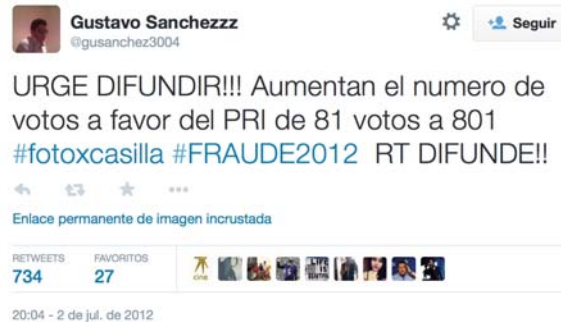 Gustavo Sanchezzz
@gusanchez3004
Seguir
URGE DIFUNDIR!!! Aumentan el numero de
votos a favor del PRI de 81 votos a 801
#fotoxcasilla #FRAUDE2012 RT DIFUNDE!!
Enlace permanente de imagen incrustada
RETWEETS FAVORITOS
734 27
20:04 - 2 de jul. de 2012